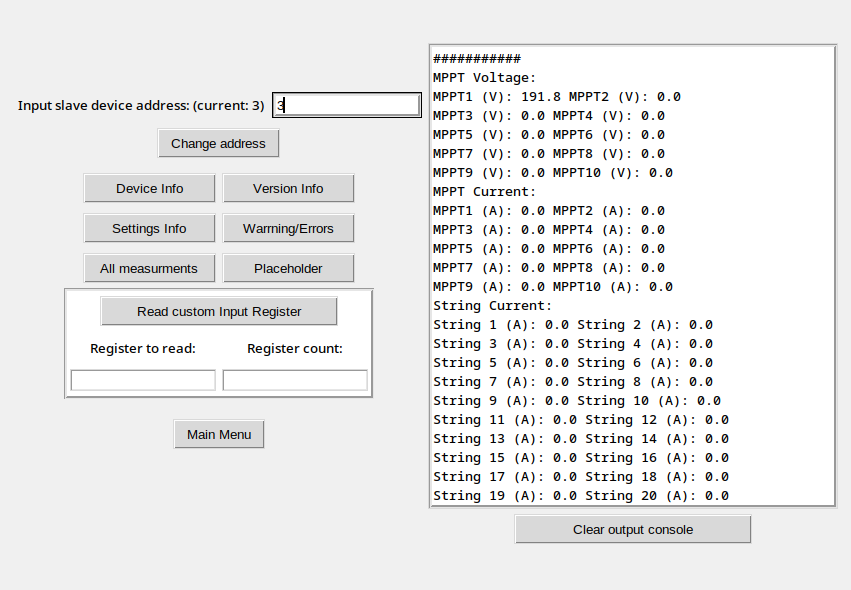 Input slave device address: (current: 3) 3
Change address
Device Info Version Info
Settings Info Warrning/Errors
All measurments Placeholder
Read custom Input Register
Register to read: Register count:
Main Menu
###########
MPPT Voltage:
MPPT1 (V): 191.8 MPPT2 (V): 0.0
MPPT3 (V): 0.0 MPPT4 (V): 0.0
MPPT5 (V): 0.0 MPPT6 (V): 0.0
MPPT7 (V): 0.0 MPPT8 (V): 0.0
MPPT9 (V): 0.0 MPPT10 (V): 0.0
MPPT Current:
MPPT1 (A): 0.0 MPPT2 (A): 0.0
MPPT3 (A): 0.0 MPPT4 (A): 0.0
MPPT5 (A): 0.0 MPPT6 (A): 0.0
MPPT7 (A): 0.0 MPPT8 (A): 0.0
MPPT9 (A): 0.0 MPPT10 (A): 0.0
String Current:
String 1 (A): 0.0 String 2 (A): 0.0
String 3 (A): 0.0 String 4 (A): 0.0
String 5 (A): 0.0 String 6 (A): 0.0
String 7 (A): 0.0 String 8 (A): 0.0
String 9 (A): 0.0 String 10 (A): 0.0
String 11 (A): 0.0 String 12 (A): 0.0
String 13 (A): 0.0 String 14 (A): 0.0
String 15 (A): 0.0 String 16 (A): 0.0
String 17 (A): 0.0 String 18 (A): 0.0
String 19 (A): 0.0 String 20 (A): 0.0
Clear output console